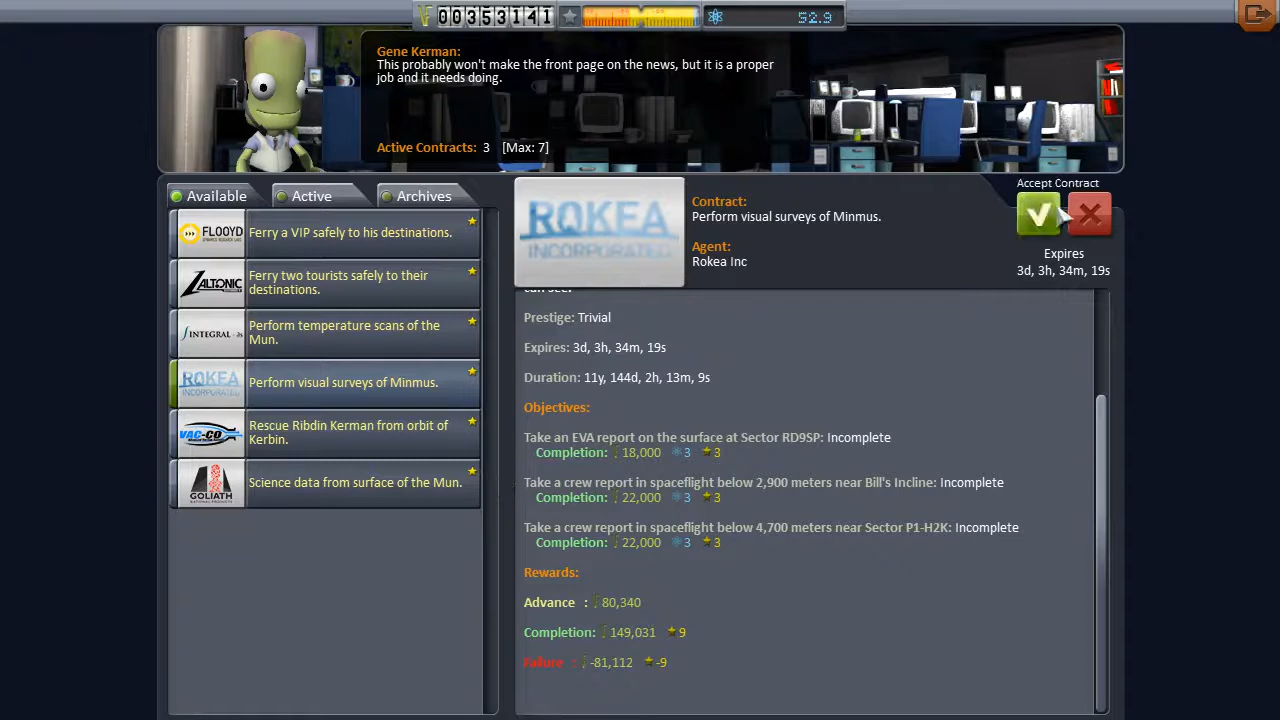 00353141
52.9
Gene Kerman:
This probably won't make the front page on the news, but it is a proper
job and it needs doing.
Active Contracts: 3 [Max: 7]
Available
Active
Archives
FLOOYD
Ferry a VIP safely to his destinations.
ZALTONIC
Ferry two tourists safely to their
destinations.
INTEGRAL
Perform temperature scans of the
Mun.
ROKEA
INCORPORATED
Perform visual surveys of Minmus.
VAC-CO
Rescue Ribdin Kerman from orbit of
Kerbin.
GOLIATH
Science data from surface of the Mun.
ROKEA
INCORPORATED
Contract:
Perform visual surveys of Minmus.
Agent:
Rokea Inc
Accept Contract
Expires
3d, 3h, 34m, 19s
can see.
Prestige: Trivial
Expires: 3d, 3h, 34m, 19s
Duration: 11y, 144d, 2h, 13m, 9s
Objectives:
Take an EVA report on the surface at Sector RD9SP: Incomplete
Completion: 18,000 3 3
Take a crew report in spaceflight below 2,900 meters near Bill's Incline: Incomplete
Completion: 22,000 3 3
Take a crew report in spaceflight below 4,700 meters near Sector P1-H2K: Incomplete
Completion: 22,000 3 3
Rewards:
Advance : 80,340
Completion: 149,031 9
Failure : -81,112 -9